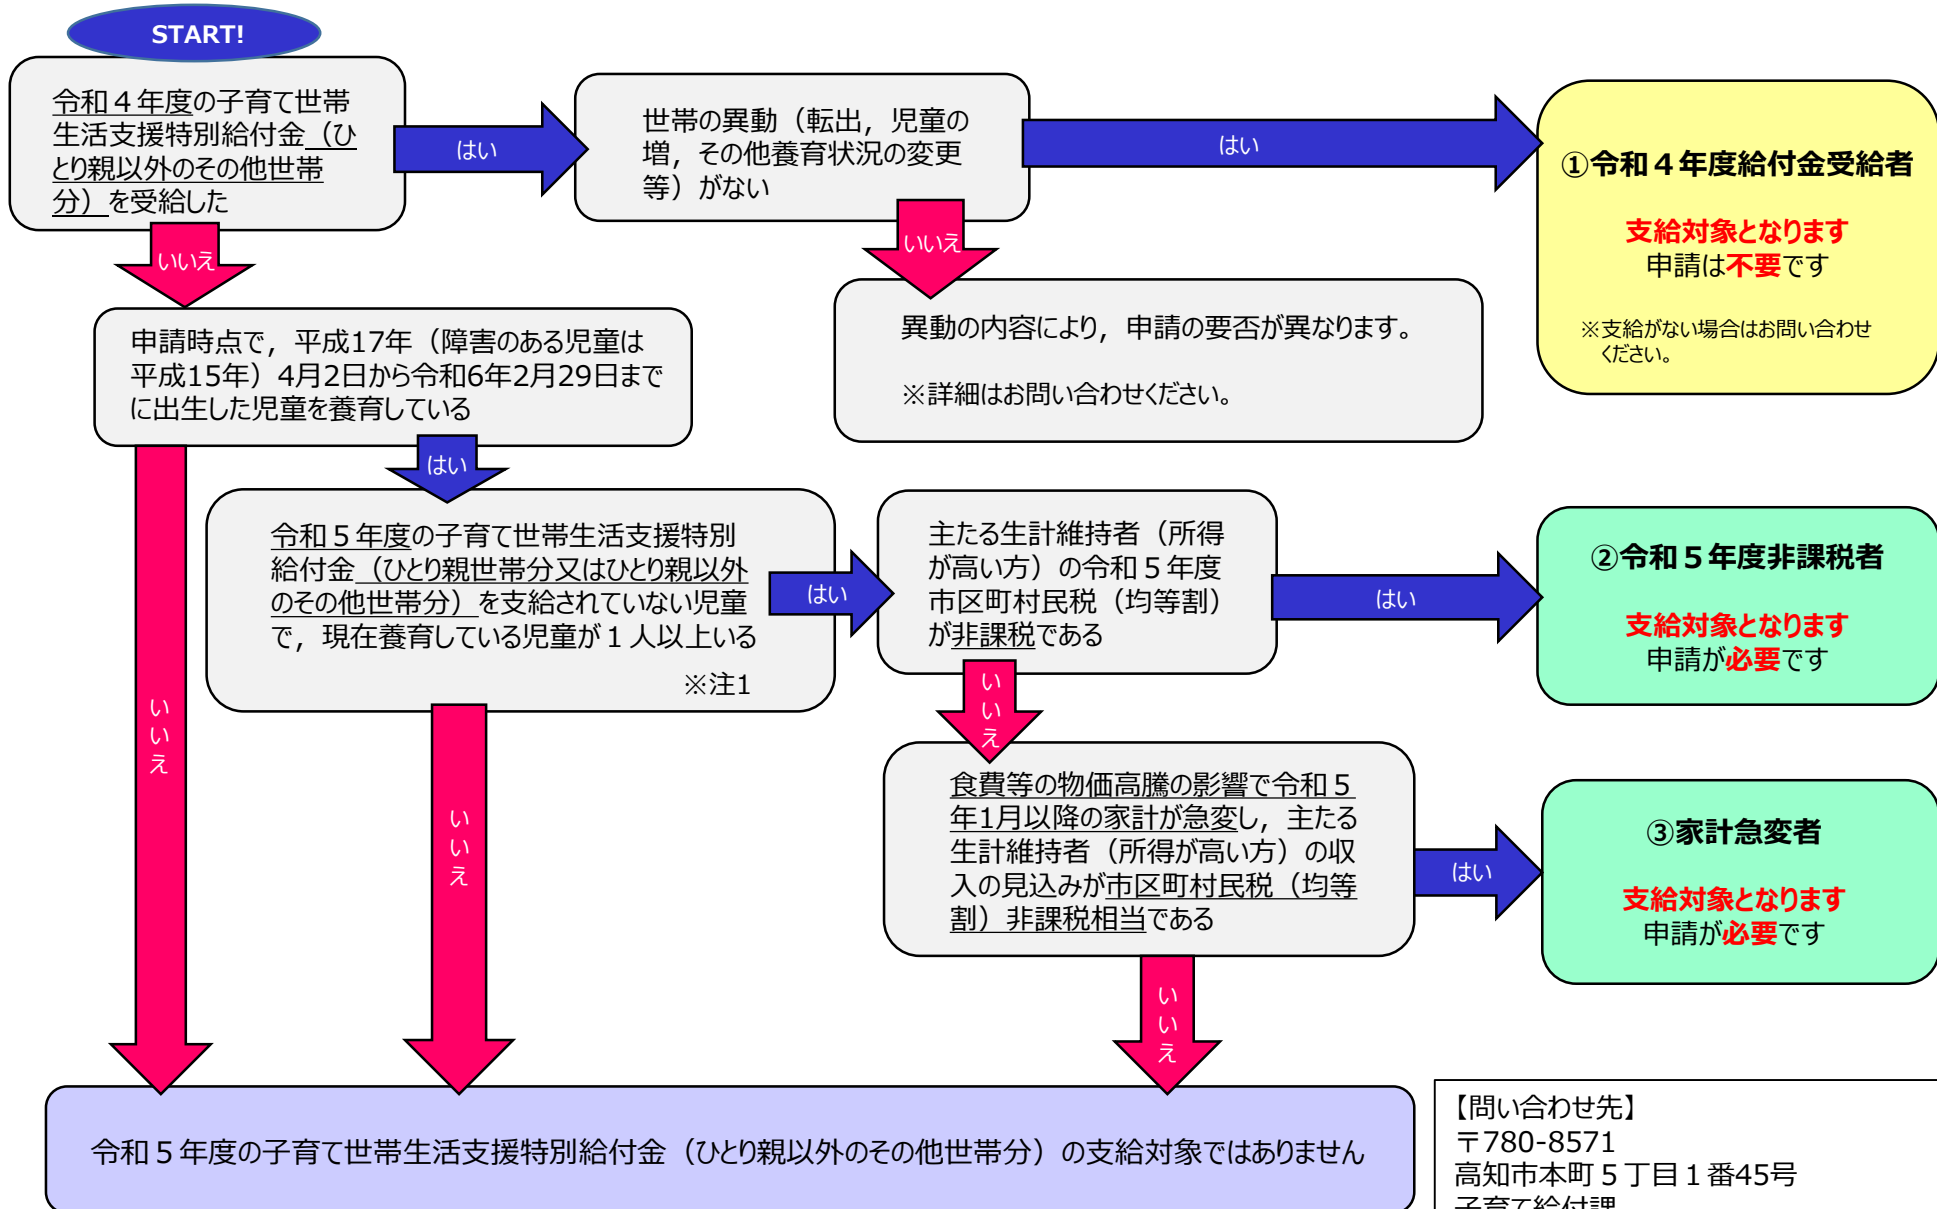 START!
令和４年度の子育て世帯
生活支援特別給付金（ひ
とり親以外のその他世帯
分）を受給した
はい
世帯の異動（転出，児童の
増，その他養育状況の変更
等）がない
はい
①令和４年度給付金受給者
支給対象となります
申請は不要です
※支給がない場合はお問い合わせ
ください。
いいえ
いいえ
異動の内容により，申請の要否が異なります。
※詳細はお問い合わせください。
申請時点で，平成17年（障害のある児童は
平成15年）4月2日から令和6年2月29日まで
に出生した児童を養育している
はい
いいえ
令和５年度の子育て世帯生活支援特別
給付金（ひとり親世帯分又はひとり親以外
のその他世帯分）を支給されていない児童
で，現在養育している児童が１人以上いる
※注1
はい
いいえ
主たる生計維持者（所得
が高い方）の令和５年度
市区町村民税（均等割）
が非課税である
はい
②令和５年度非課税者
支給対象となります
申請が必要です
いいえ
食費等の物価高騰の影響で令和５
年1月以降の家計が急変し，主たる
生計維持者（所得が高い方）の収
入の見込みが市区町村民税（均等
割）非課税相当である
はい
③家計急変者
支給対象となります
申請が必要です
いいえ
令和５年度の子育て世帯生活支援特別給付金（ひとり親以外のその他世帯分）の支給対象ではありません
【問い合わせ先】
〒780-8571
高知市本町５丁目１番45号
子育て給付課